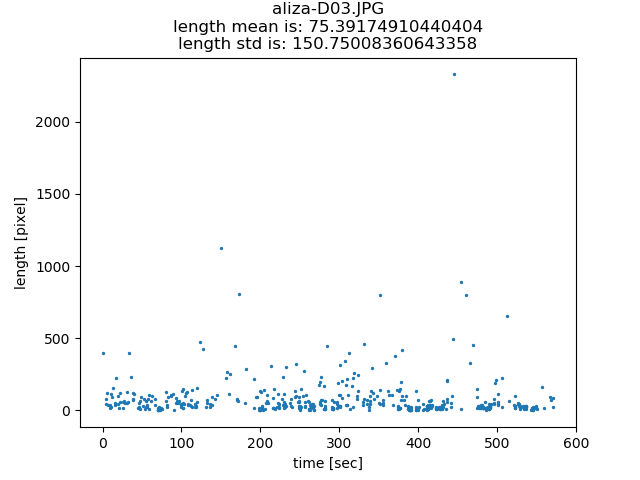 aliza-D03.JPG
length mean is: 75.39174910440404
length std is: 150.75008360643358
2000
1500
1000
500
0
length [pixel]
0 100 200 300 400 500 600
time [sec]